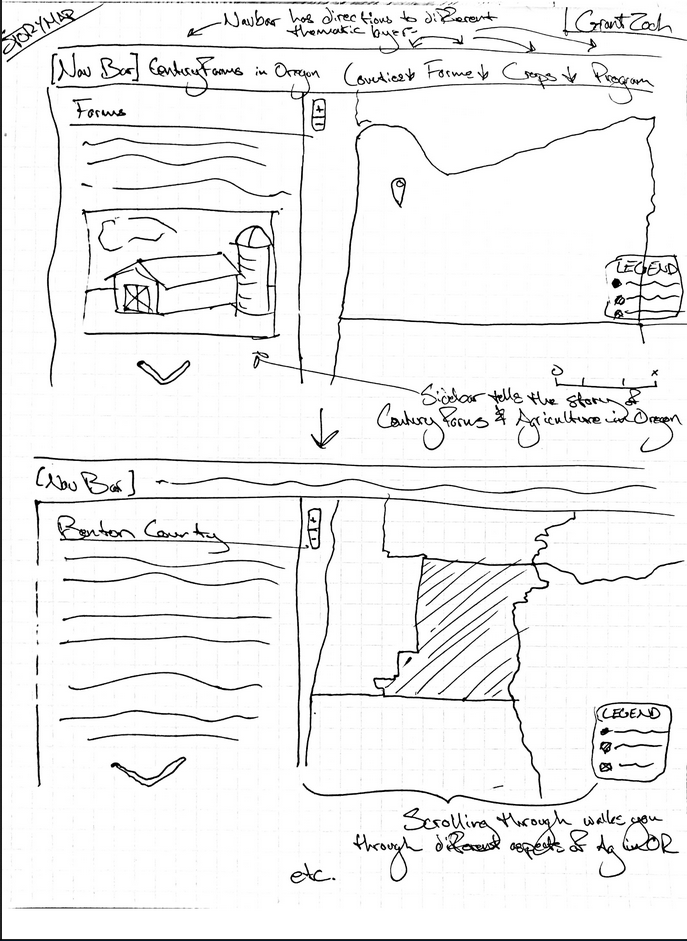 STORYMAP
Navbar has directions to different
thematic layers
Grant Zoch
[Nav Bar] Century Farms in Oregon Counties↓ Farms↓ Crops↓ Program
Farms
+
-
LEGEND
0 x
Sidebar tells the story of
Century Farms & Agriculture in Oregon
[Nav Bar]
Benton County
+
-
LEGEND
Scrolling through walks you
through different aspects of Ag in OR
etc.